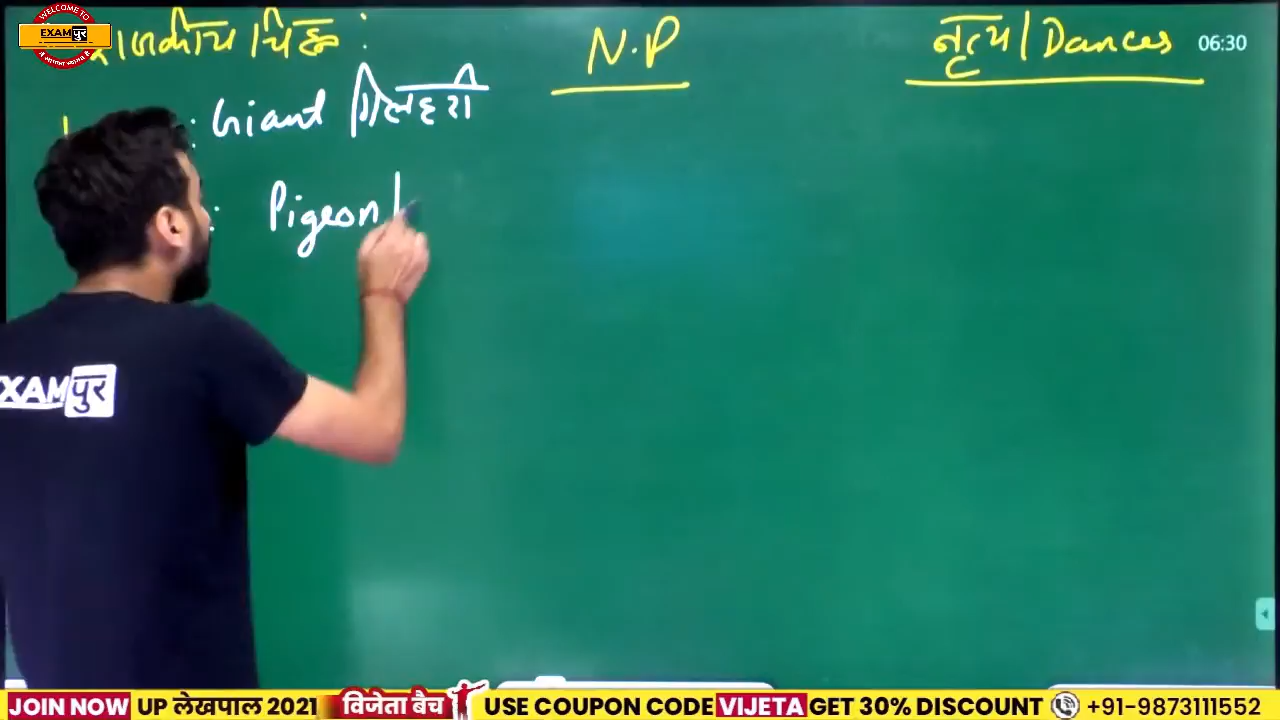 WELCOME TO
EXAMपुर
राजकीय चिह्न :
N.P
नृत्य/Dances
06:30
: Giant गिलहरी
: Pigeon
EXAMपुर
JOIN NOW UP लेखपाल 2021 विजेता बैच USE COUPON CODE VIJETA GET 30% DISCOUNT +91-9873111552